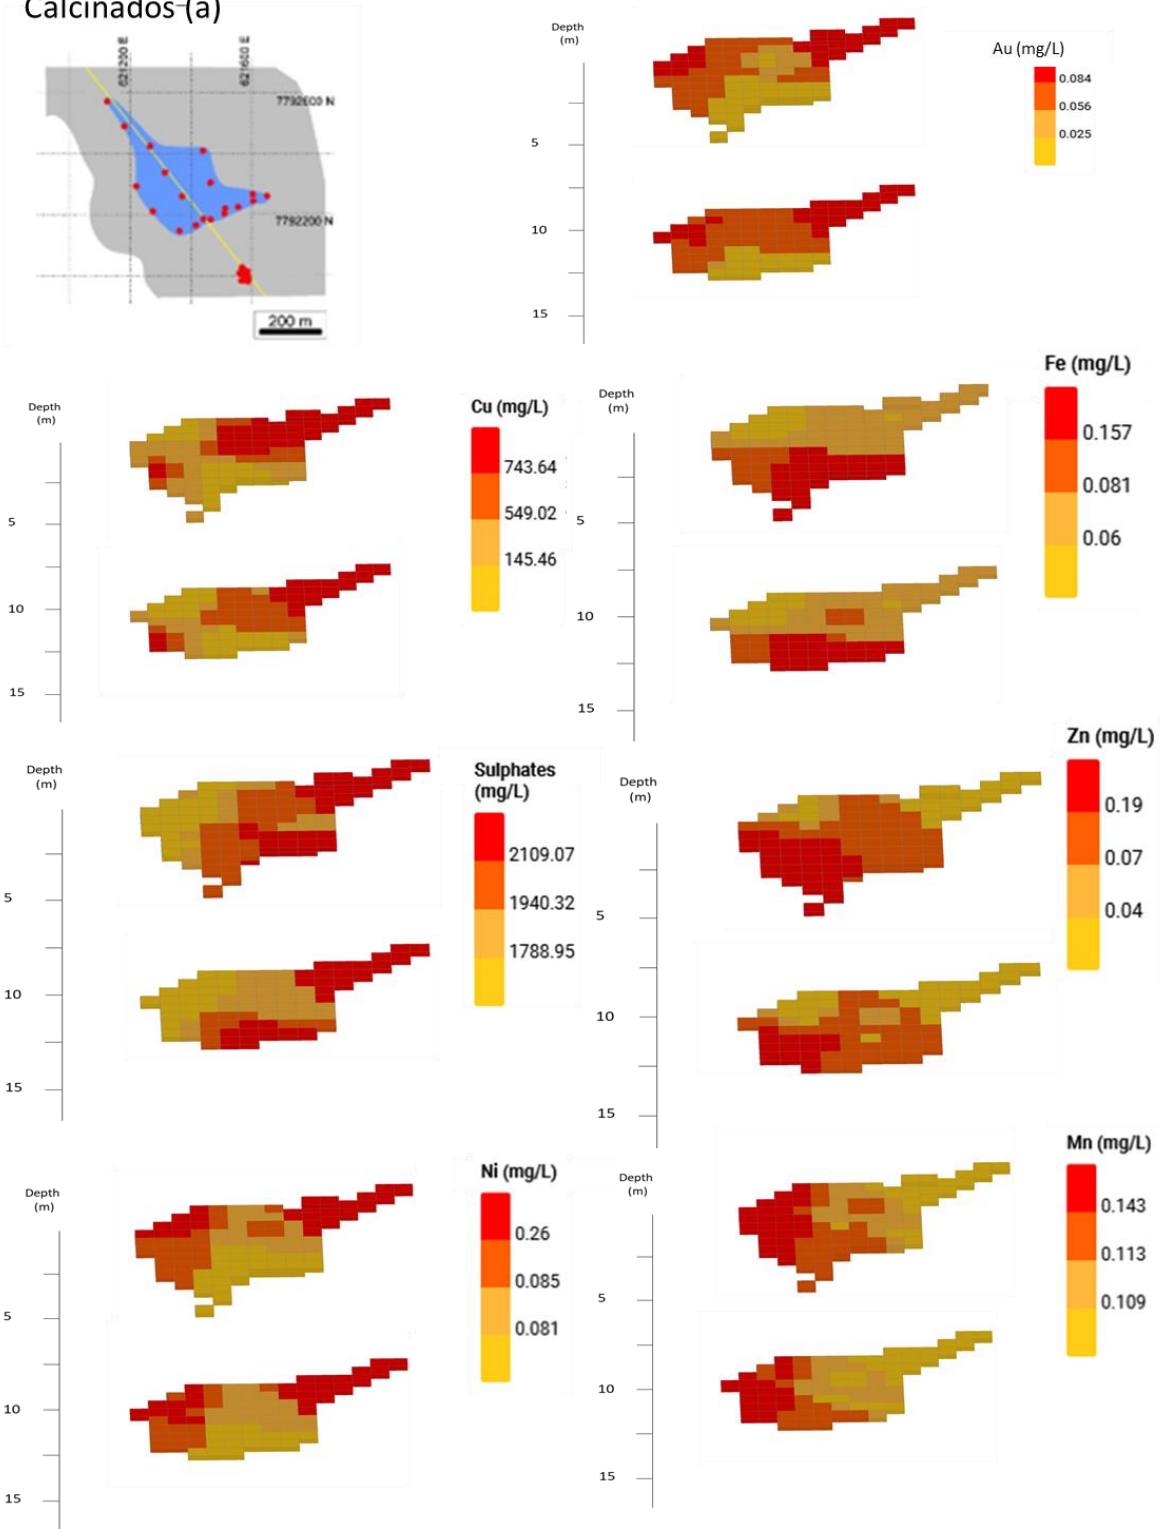 Calcinados (a)
621200 E
621600 E
7792600 N
7792200 N
200 m
Depth
(m)
5
10
15
Au (mg/L)
0.084
0.056
0.025
Depth
(m)
5
10
15
Cu (mg/L)
743.64
549.02
145.46
Depth
(m)
5
10
15
Fe (mg/L)
0.157
0.081
0.06
Depth
(m)
5
10
15
Sulphates
(mg/L)
2109.07
1940.32
1788.95
Depth
(m)
5
10
15
Zn (mg/L)
0.19
0.07
0.04
Depth
(m)
5
10
15
Ni (mg/L)
0.26
0.085
0.081
Depth
(m)
5
10
15
Mn (mg/L)
0.143
0.113
0.109